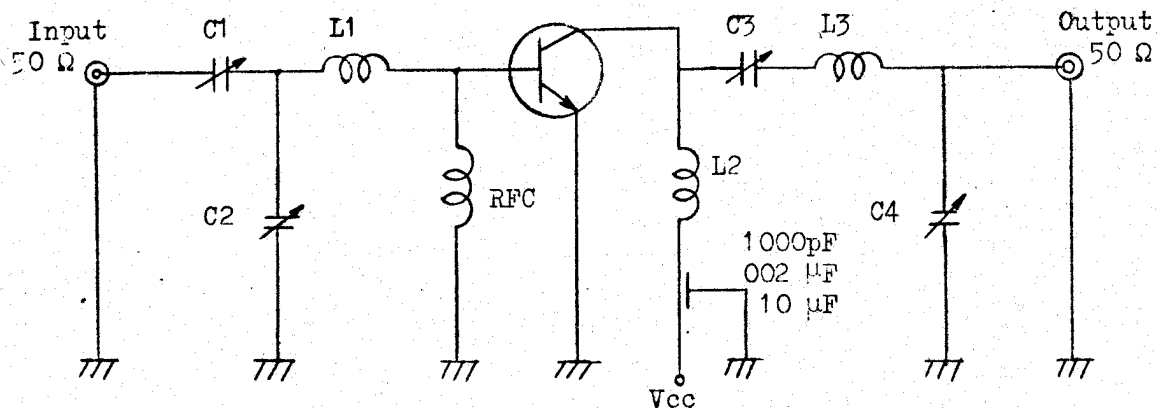 Input
50 Ω
C1
L1
C3
L3
Output
50 Ω
C2
RFC
L2
C4
1000pF
002 µF
10 µF
Vcc